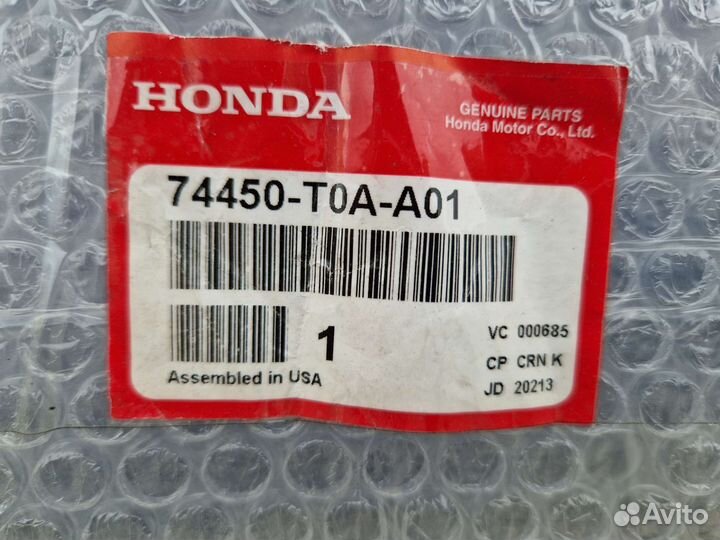 HONDA
GENUINE PARTS
Honda Motor Co., Ltd.
74450-T0A-A01
1
VC 000685
CP CRN K
JD 20213
Assembled in USA
Avito